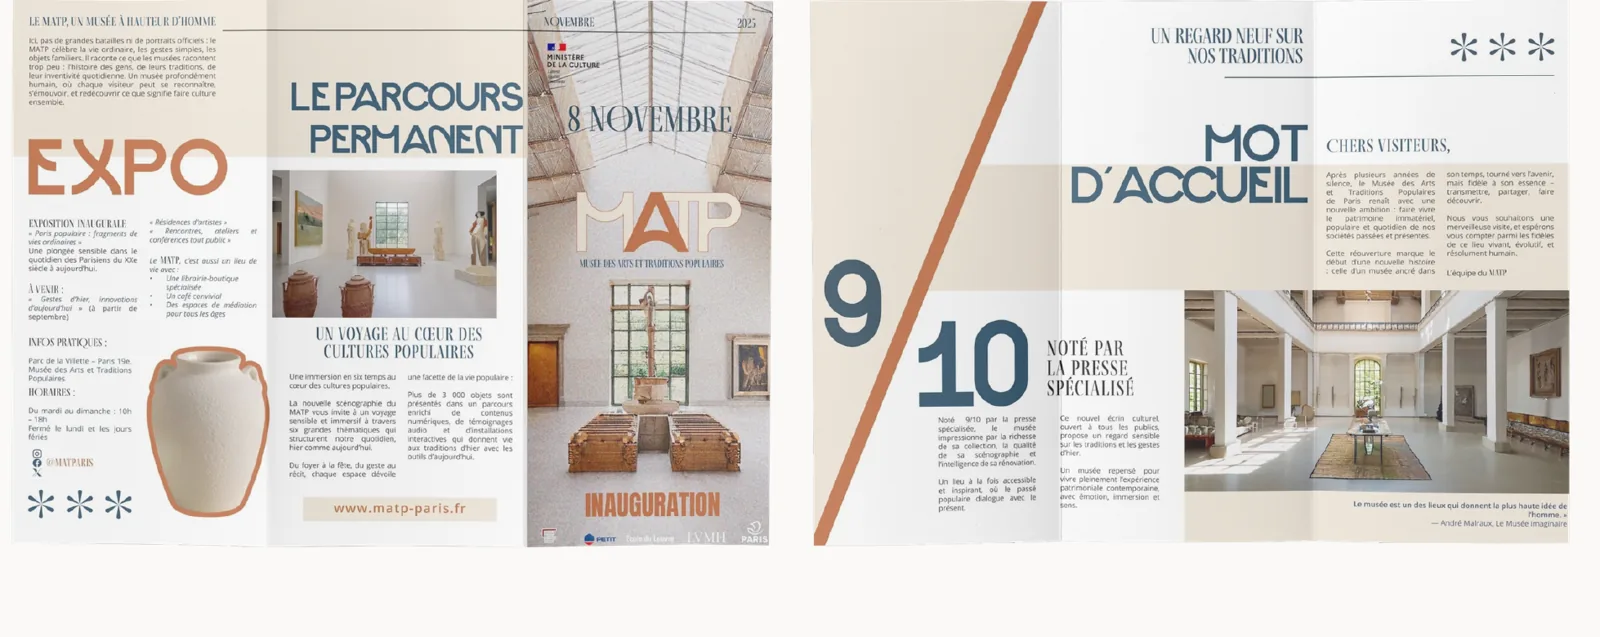 LE MATP, UN MUSÉE À HAUTEUR D'HOMME
Ici, pas de grandes batailles ni de portraits officiels : le
MATP célèbre la vie ordinaire, les gestes simples, les
objets familiers. Il raconte ce que les musées racontent
trop peu : l'histoire des gens, de leurs traditions, de
leur inventivité quotidienne. Un musée profondément
humain, où chaque visiteur peut se reconnaître,
s'émouvoir, et redécouvrir ce que signifie faire culture
ensemble.
EXPO
EXPOSITION INAUGURALE
« Paris populaire : fragments de
vies ordinaires »
Une plongée sensible dans le
quotidien des Parisiens du XXe
siècle à aujourd'hui.
À VENIR :
« Gestes d'hier, innovations
d'aujourd'hui » (à partir de
septembre)
« Résidences d'artistes »
« Rencontres, ateliers et
conférences tout public »
Le MATP, c'est aussi un lieu de
vie avec :
• Une librairie-boutique
spécialisée
• Un café convivial
• Des espaces de médiation
pour tous les âges
INFOS PRATIQUES :
Parc de la Villette – Paris 19e,
Musée des Arts et Traditions
Populaires.
HORAIRES :
Du mardi au dimanche : 10h
– 18h
Fermé le lundi et les jours
fériés
@MATPARIS
LE PARCOURS
PERMANENT
UN VOYAGE AU CŒUR DES
CULTURES POPULAIRES
Une immersion en six temps au
cœur des cultures populaires.
La nouvelle scénographie du
MATP vous invite à un voyage
sensible et immersif à travers
six grandes thématiques qui
structurent notre quotidien,
hier comme aujourd'hui.
Du foyer à la fête, du geste au
récit, chaque espace dévoile
une facette de la vie populaire :
Plus de 3 000 objets sont
présentés dans un parcours
enrichi de contenus
numériques, de témoignages
audio et d'installations
interactives qui donnent vie
aux traditions d'hier avec les
outils d'aujourd'hui.
www.matp-paris.fr
NOVEMBRE 2025
MINISTÈRE
DE LA CULTURE
8 NOVEMBRE
MATP
MUSÉE DES ARTS ET TRADITIONS POPULAIRES
INAUGURATION
PETIT
LVMH
PARIS
UN REGARD NEUF SUR
NOS TRADITIONS
MOT
D'ACCUEIL
CHERS VISITEURS,
Après plusieurs années de
silence, le Musée des Arts
et Traditions Populaires
de Paris renaît avec une
nouvelle ambition : faire vivre
le patrimoine immatériel,
populaire et quotidien de nos
sociétés passées et présentes.
Cette réouverture marque le
début d'une nouvelle histoire
: celle d'un musée ancré dans
son temps, tourné vers l'avenir,
mais fidèle à son essence –
transmettre, partager, faire
découvrir.
Nous vous souhaitons une
merveilleuse visite, et espérons
vous compter parmi les fidèles
de ce lieu vivant, évolutif, et
résolument humain.
L'équipe du MATP
9
10
NOTÉ PAR
LA PRESSE
SPÉCIALISÉ
Noté 9/10 par la presse
spécialisée, le musée
impressionne par la richesse
de sa collection, la qualité
de sa scénographie et
l'intelligence de sa rénovation.
Un lieu à la fois accessible
et inspirant, où le passé
populaire dialogue avec le
présent.
Ce nouvel écrin culturel,
ouvert à tous les publics,
propose un regard sensible
sur les traditions et les gestes
d'hier.
Un musée repensé pour
vivre pleinement l'expérience
patrimoniale contemporaine,
avec émotion, immersion et
sens.
Le musée est un des lieux qui donnent la plus haute idée de
l'homme. »
— André Malraux, Le Musée imaginaire